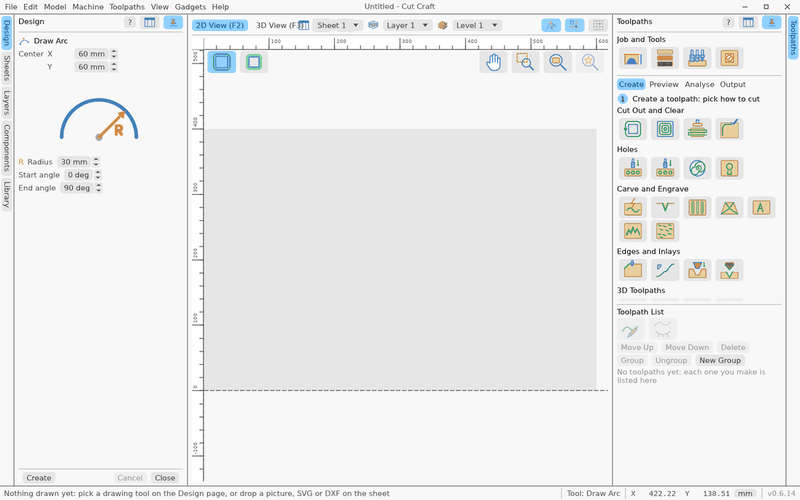 Untitled - Cut Craft
File Edit Model Machine Toolpaths View Gadgets Help
Design
Sheets
Layers
Components
Library
Design
?
Draw Arc
Center X 60 mm
Y 60 mm
R
R Radius 30 mm
Start angle 0 deg
End angle 90 deg
Create Cancel Close
2D View (F2) 3D View (F3 Sheet 1 Layer 1 Level 1
0 100 200 300 400 500 600
500
400
300
200
100
0
-100
Toolpaths
?
Job and Tools
Create Preview Analyse Output
1 Create a toolpath: pick how to cut
Cut Out and Clear
Holes
Carve and Engrave
A
Edges and Inlays
3D Toolpaths
Toolpath List
Move Up Move Down Delete
Group Ungroup New Group
No toolpaths yet: each one you make is
listed here
Toolpaths
Nothing drawn yet: pick a drawing tool on the Design page, or drop a picture, SVG or DXF on the sheet
Tool: Draw Arc X 422.22 Y 138.51 mm v0.6.14